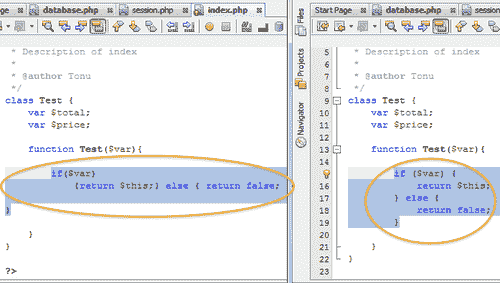 database.php
session.php
index.php
* Description of index
*
* @author Tonu
*/
class Test {
var $total;
var $price;
function Test($var){
if($var)
{return $this;} else { return false;
}
}
}
?>
Files
Projects
Navigator
Start Page
database.php
5 * Description of index
6 *
7 * @author Tonu
8 */
9 class Test {
10 var $total;
11 var $price;
12
13 function Test($var){
14
if ($var) {
16 return $this;
17 } else {
18 return false;
19 }
20
21 }
22 }
23